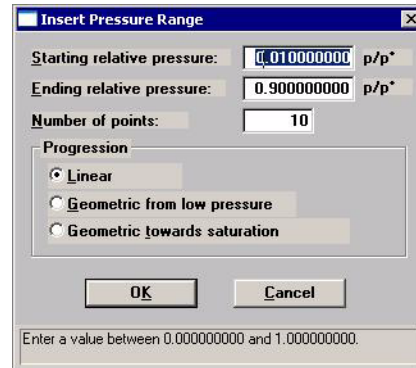 Insert Pressure Range
Starting relative pressure: 0.010000000 p/p°
Ending relative pressure: 0.900000000 p/p°
Number of points: 10
Progression
Linear
Geometric from low pressure
Geometric towards saturation
OK Cancel
Enter a value between 0.000000000 and 1.000000000.